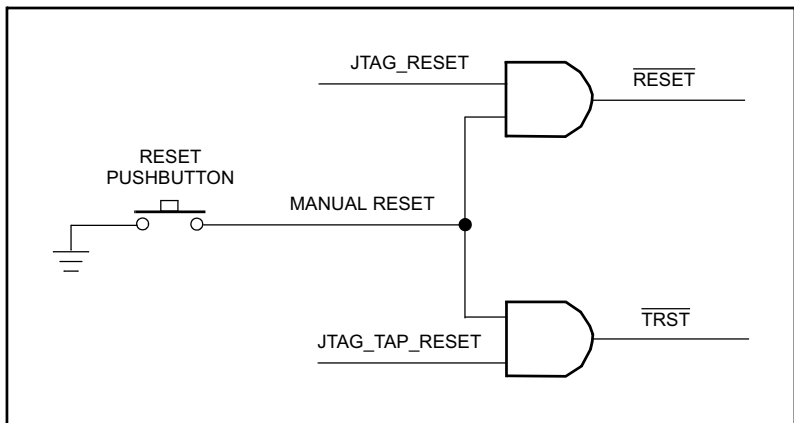 JTAG_RESET
RESET
RESET
PUSHBUTTON
MANUAL RESET
JTAG_TAP_RESET
TRST